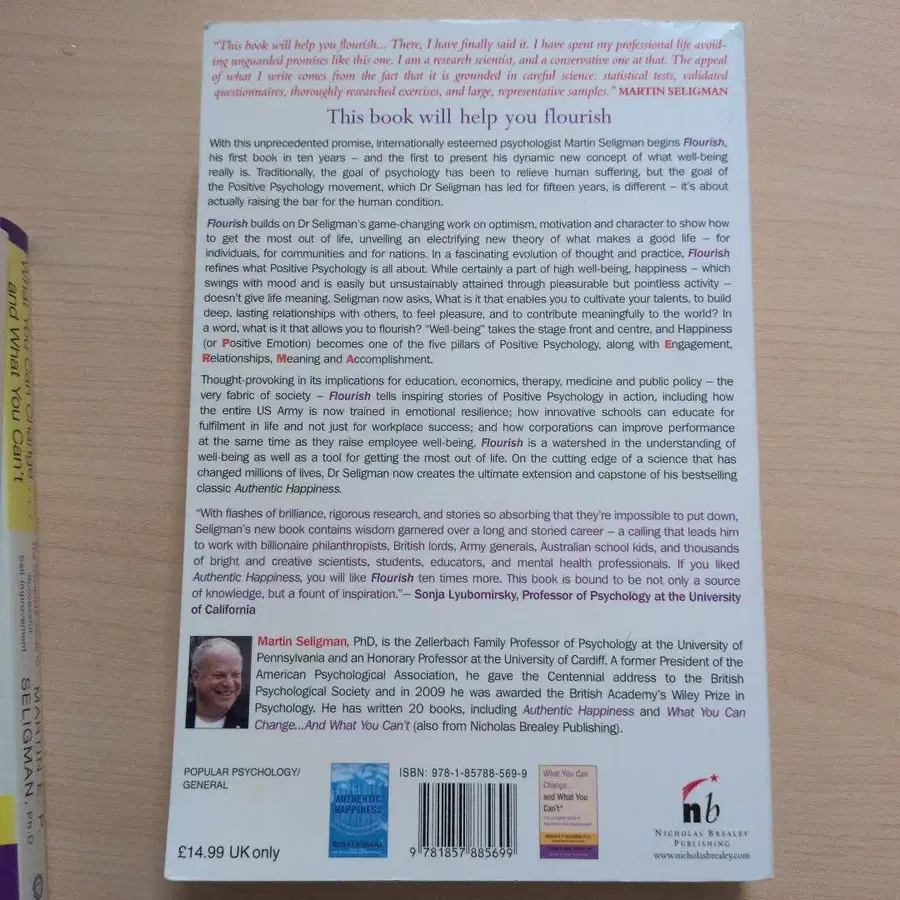 "This book will help you flourish... There, I have finally said it. I have spent my professional life avoid-
ing unguarded promises like this one. I am a research scientist, and a conservative one at that. The appeal
of what I write comes from the fact that it is grounded in careful science: statistical tests, validated
questionnaires, thoroughly researched exercises, and large, representative samples." MARTIN SELIGMAN
This book will help you flourish
With this unprecedented promise, internationally esteemed psychologist Martin Seligman begins Flourish,
his first book in ten years – and the first to present his dynamic new concept of what well-being
really is. Traditionally, the goal of psychology has been to relieve human suffering, but the goal of
the Positive Psychology movement, which Dr Seligman has led for fifteen years, is different – it's about
actually raising the bar for the human condition.
Flourish builds on Dr Seligman's game-changing work on optimism, motivation and character to show how
to get the most out of life, unveiling an electrifying new theory of what makes a good life – for
individuals, for communities and for nations. In a fascinating evolution of thought and practice, Flourish
refines what Positive Psychology is all about. While certainly a part of high well-being, happiness – which
swings with mood and is easily but unsustainably attained through pleasurable but pointless activity –
doesn't give life meaning. Seligman now asks, What is it that enables you to cultivate your talents, to build
deep, lasting relationships with others, to feel pleasure, and to contribute meaningfully to the world? In
a word, what is it that allows you to flourish? "Well-being" takes the stage front and centre, and Happiness
(or Positive Emotion) becomes one of the five pillars of Positive Psychology, along with Engagement,
Relationships, Meaning and Accomplishment.
Thought-provoking in its implications for education, economics, therapy, medicine and public policy – the
very fabric of society – Flourish tells inspiring stories of Positive Psychology in action, including how
the entire US Army is now trained in emotional resilience; how innovative schools can educate for
fulfilment in life and not just for workplace success; and how corporations can improve performance
at the same time as they raise employee well-being. Flourish is a watershed in the understanding of
well-being as well as a tool for getting the most out of life. On the cutting edge of a science that has
changed millions of lives, Dr Seligman now creates the ultimate extension and capstone of his bestselling
classic Authentic Happiness.
"With flashes of brilliance, rigorous research, and stories so absorbing that they're impossible to put down,
Seligman's new book contains wisdom garnered over a long and storied career – a calling that leads him
to work with billionaire philanthropists, British lords, Army generals, Australian school kids, and thousands
of bright and creative scientists, students, educators, and mental health professionals. If you liked
Authentic Happiness, you will like Flourish ten times more. This book is bound to be not only a source
of knowledge, but a fount of inspiration."– Sonja Lyubomirsky, Professor of Psychology at the University
of California
Martin Seligman, PhD, is the Zellerbach Family Professor of Psychology at the University of
Pennsylvania and an Honorary Professor at the University of Cardiff. A former President of the
American Psychological Association, he gave the Centennial address to the British
Psychological Society and in 2009 he was awarded the British Academy's Wiley Prize in
Psychology. He has written 20 books, including Authentic Happiness and What You Can
Change...And What You Can't (also from Nicholas Brealey Publishing).
POPULAR PSYCHOLOGY/
GENERAL
£14.99 UK only
AUTHENTIC
HAPPINESS
ISBN: 978-1-85788-569-9
9 781857 885699
What You Can
Change...
and What You
Can't
nb
NICHOLAS BREALEY
PUBLISHING
www.nicholasbrealey.com
What You Can Change...
and What You Can't
Self-Improvement
MARTIN E. P.
SELIGMAN, Ph.D